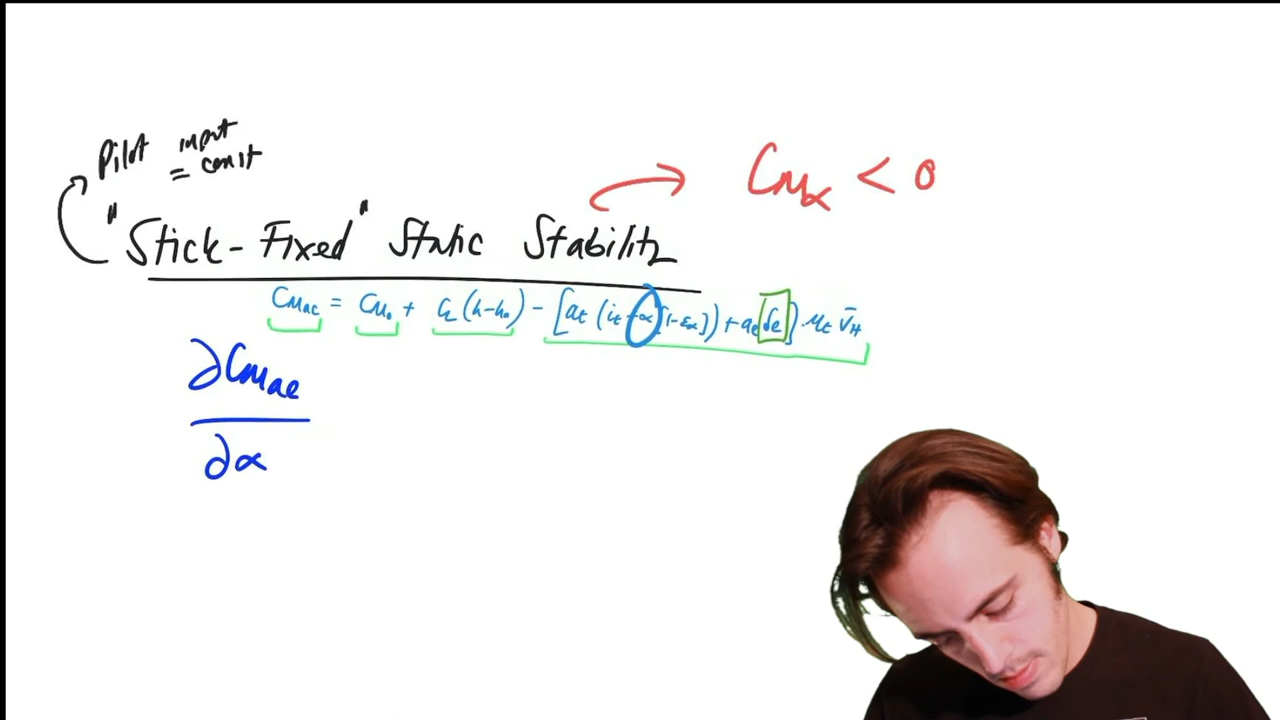 Pilot input
= const
"Stick-Fixed" Static Stability
CMα < 0
CMac = CM₀ + CL (h-h₀) - [at (it + α[1-εα]) + ae δe] · ηt V̄H
∂CMac
∂α